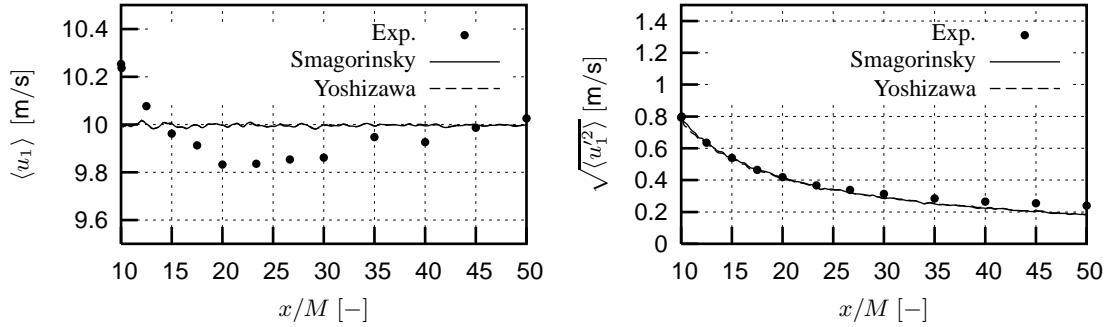 10.4
10.2
10
9.8
9.6
⟨u₁⟩ [m/s]
Exp.
Smagorinsky
Yoshizawa
10 15 20 25 30 35 40 45 50
x/M [−]
1.4
1.2
1
0.8
0.6
0.4
0.2
0
√⟨u₁′²⟩ [m/s]
Exp.
Smagorinsky
Yoshizawa
10 15 20 25 30 35 40 45 50
x/M [−]